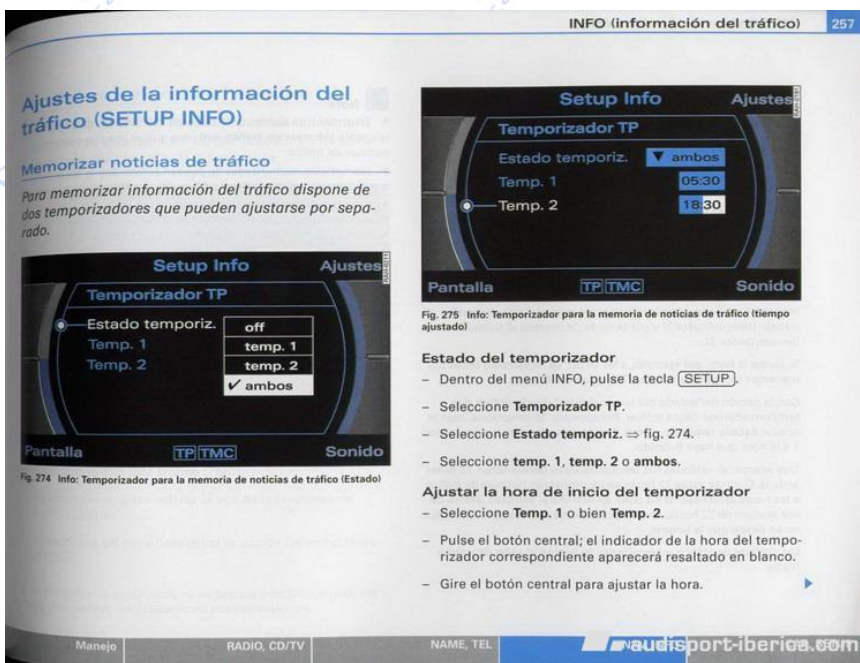 INFO (información del tráfico) 257
Ajustes de la información del
tráfico (SETUP INFO)
Memorizar noticias de tráfico
Para memorizar información del tráfico dispone de
dos temporizadores que pueden ajustarse por sepa-
rado.
Setup Info Ajustes
Temporizador TP
Estado temporiz.
Temp. 1
Temp. 2
off
temp. 1
temp. 2
✔ ambos
Pantalla TP TMC Sonido
Fig. 274 Info: Temporizador para la memoria de noticias de tráfico (Estado)
Setup Info Ajustes
Temporizador TP
Estado temporiz. ▼ ambos
Temp. 1 05:30
Temp. 2 18:30
Pantalla TP TMC Sonido
Fig. 275 Info: Temporizador para la memoria de noticias de tráfico (tiempo
ajustado)
Estado del temporizador
– Dentro del menú INFO, pulse la tecla SETUP.
– Seleccione Temporizador TP.
– Seleccione Estado temporiz. ⇒ fig. 274.
– Seleccione temp. 1, temp. 2 o ambos.
Ajustar la hora de inicio del temporizador
– Seleccione Temp. 1 o bien Temp. 2.
– Pulse el botón central; el indicador de la hora del tempo-
rizador correspondiente aparecerá resaltado en blanco.
– Gire el botón central para ajustar la hora.
Manejo RADIO, CD/TV NAME, TEL
audisport-iberica.com